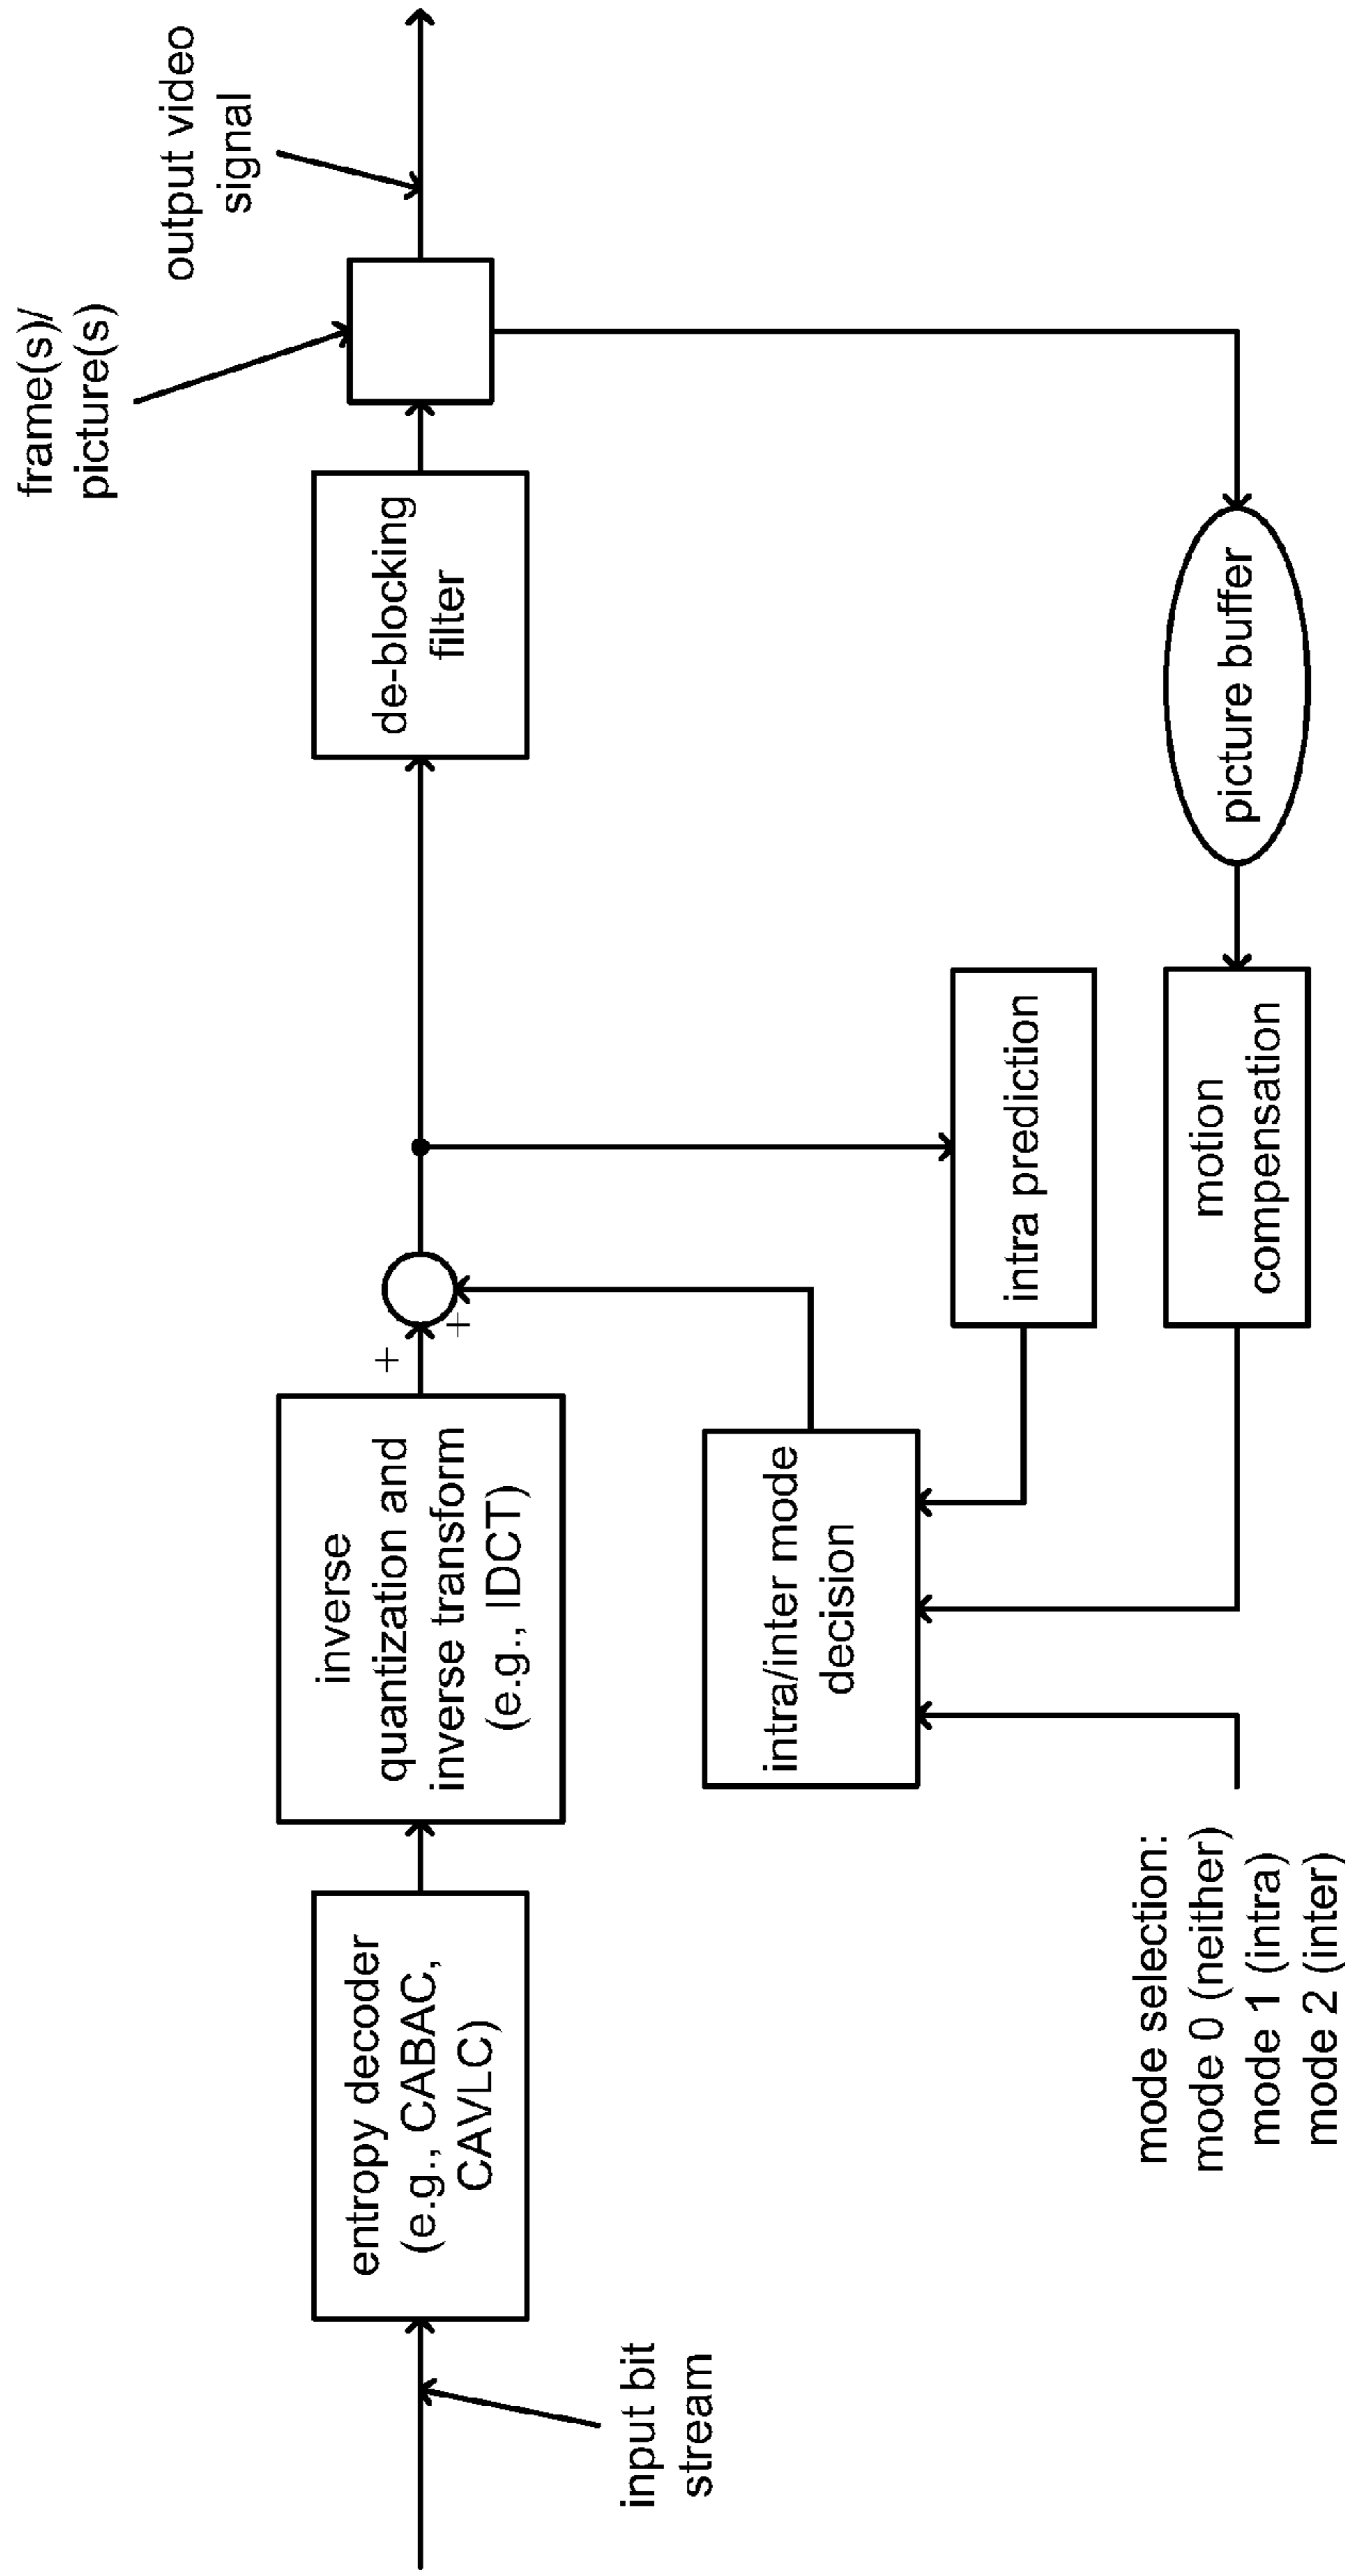 input bit
stream
entropy decoder
(e.g., CABAC,
CAVLC)
inverse
quantization and
inverse transform
(e.g., IDCT)
+
+
de-blocking
filter
frame(s)/
picture(s)
output video
signal
intra/inter mode
decision
intra prediction
motion
compensation
picture buffer
mode selection:
mode 0 (neither)
mode 1 (intra)
mode 2 (inter)